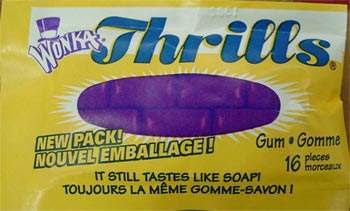 WONKA
Thrills®
NEW PACK!
NOUVEL EMBALLAGE!
Gum • Gomme
16 pieces
morceaux
IT STILL TASTES LIKE SOAP!
TOUJOURS LA MÊME GOMME-SAVON!